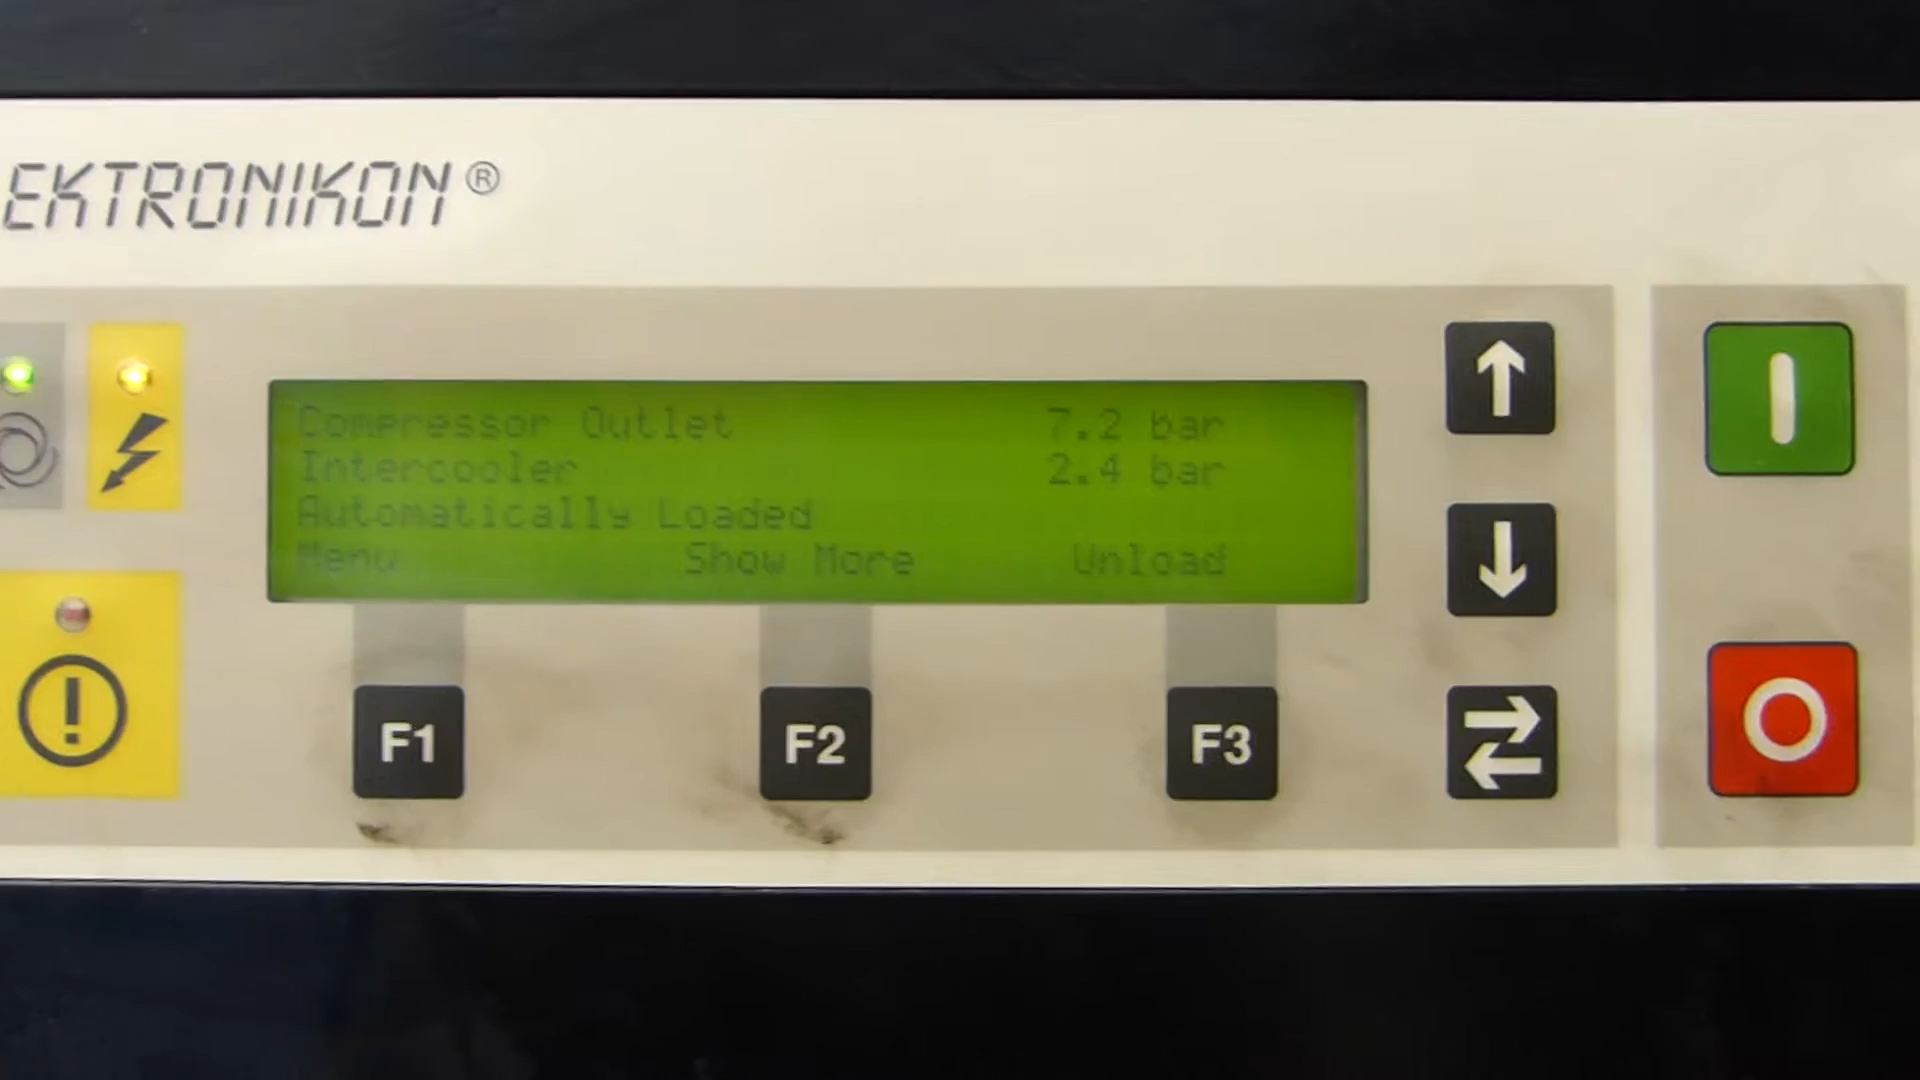 EKTRONIKON®
Compressor Outlet 7.2 bar
Intercooler 2.4 bar
Automatically Loaded
Menu Show More Unload
F1 F2 F3